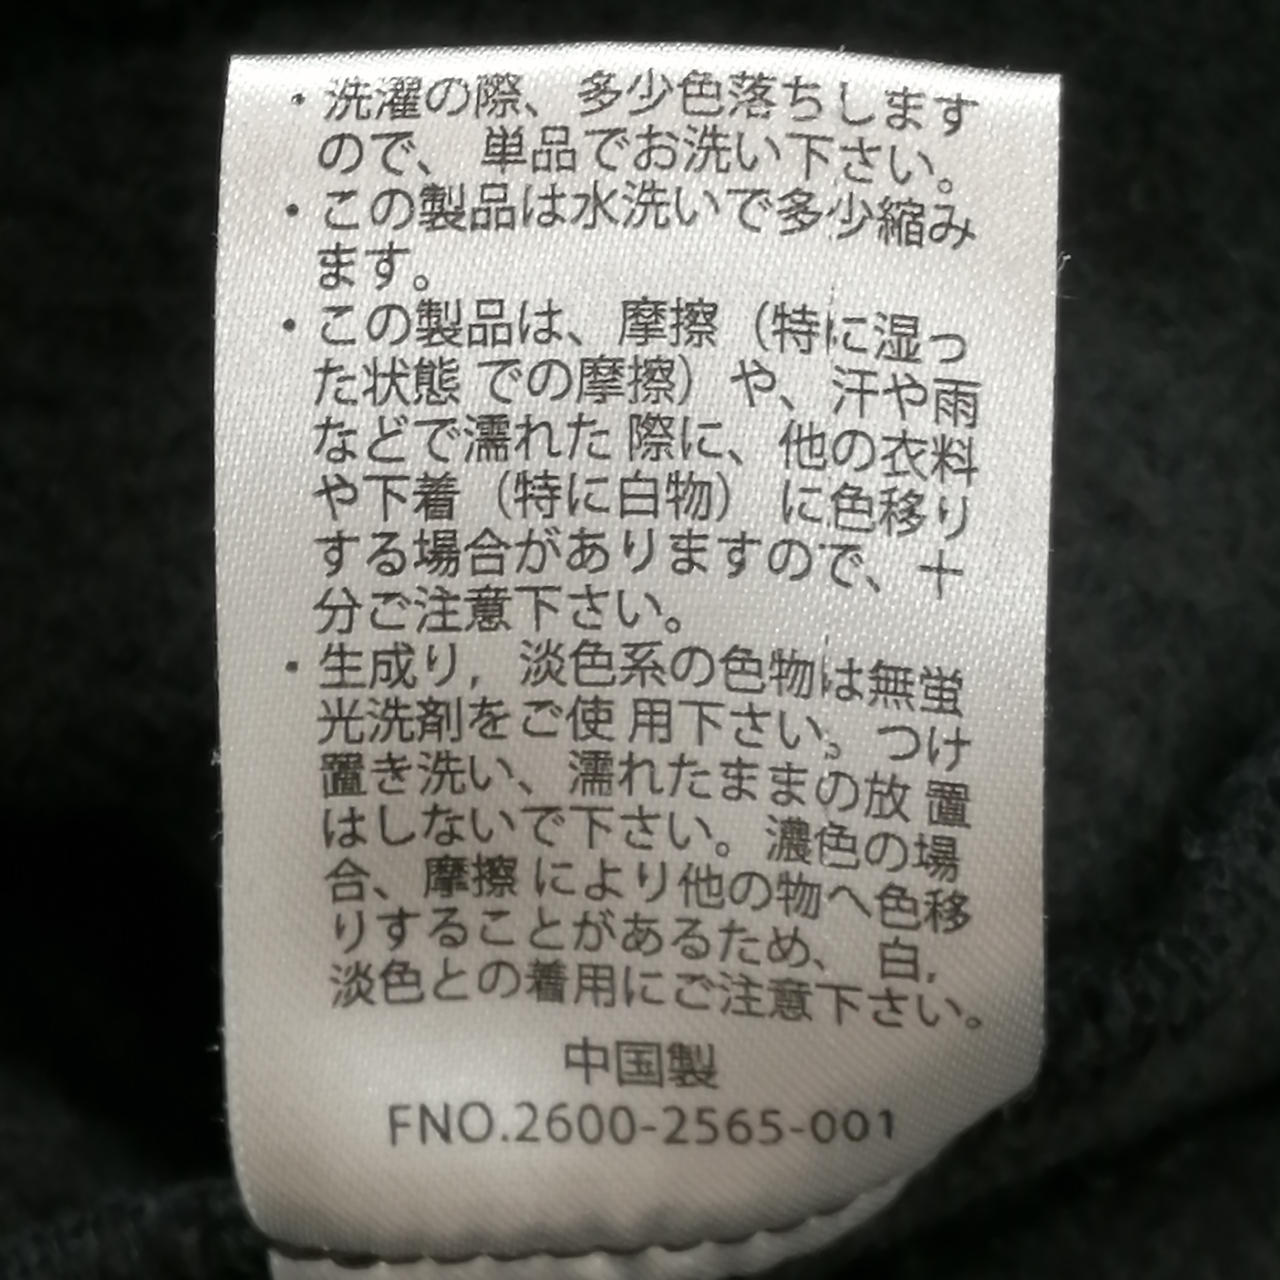 ・洗濯の際、多少色落ちします
ので、単品でお洗い下さい。
・この製品は水洗いで多少縮み
ます。
・この製品は、摩擦（特に湿っ
た状態 での摩擦）や、汗や雨
などで濡れた 際に、他の衣料
や下着（特に白物）に色移り
する場合がありますので、十
分ご注意下さい。
・生成り, 淡色系の色物は無蛍
光洗剤をご使 用下さい。つけ
置き洗い、濡れたままの放 置
はしないで下さい。濃色の場
合、摩擦 により他の物へ色移
りすることがあるため、白,
淡色との着用にご注意下さい。
中国製
FNO.2600-2565-001